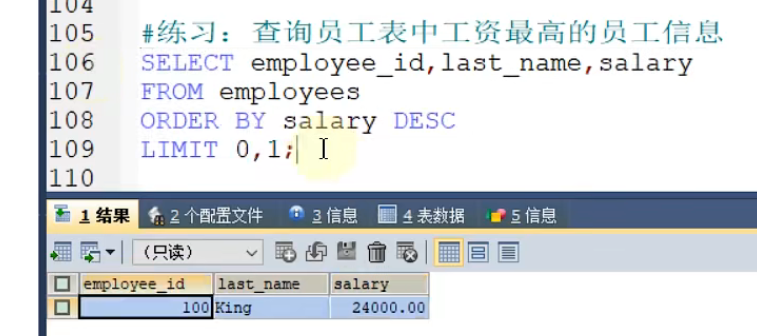 104
105 #练习：查询员工表中工资最高的员工信息
106 SELECT employee_id,last_name,salary
107 FROM employees
108 ORDER BY salary DESC
109 LIMIT 0,1;
110
1 结果 2 个配置文件 3 信息 4 表数据 5 信息
（只读）
employee_id last_name salary
100 King 24000.00